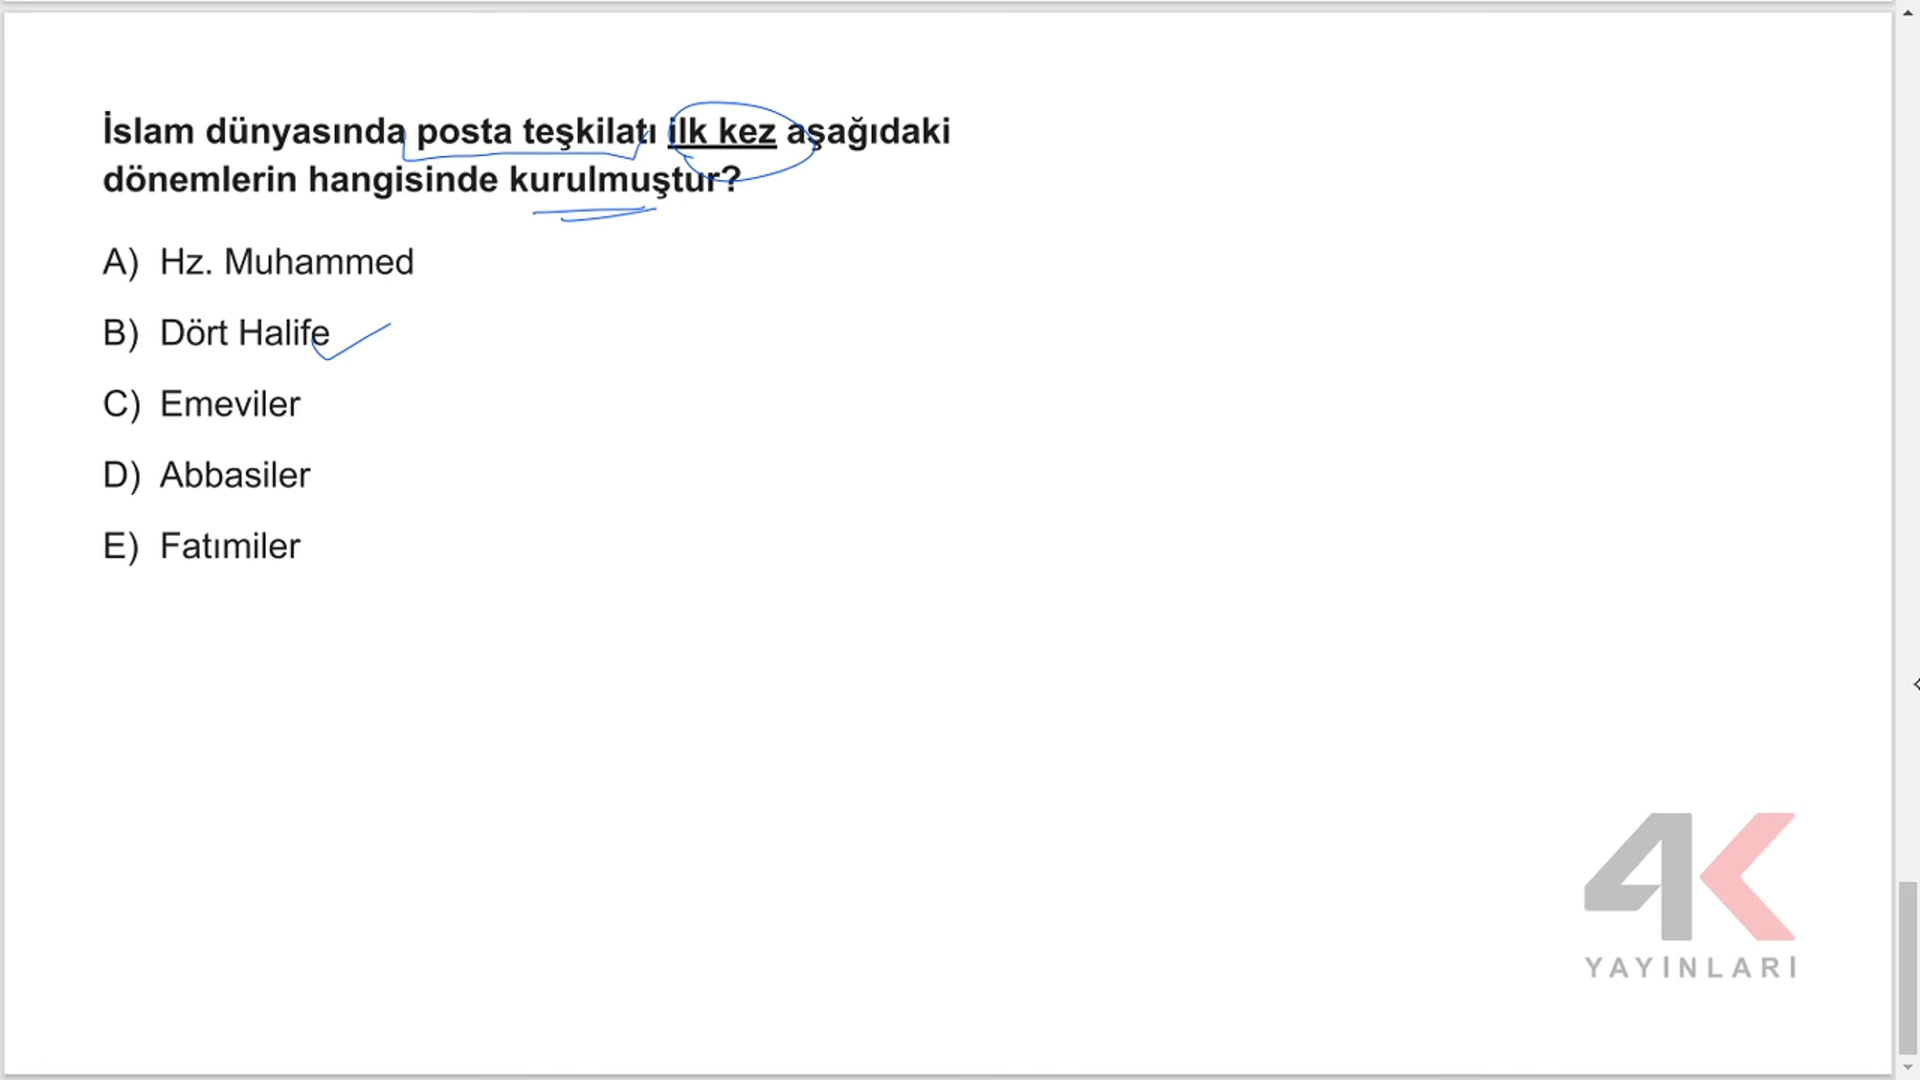 İslam dünyasında posta teşkilatı ilk kez aşağıdaki
dönemlerin hangisinde kurulmuştur?
A) Hz. Muhammed
B) Dört Halife
C) Emeviler
D) Abbasiler
E) Fatımiler
4K
YAYINLARI